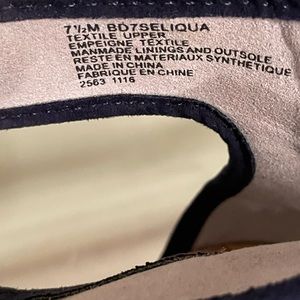 7½M BD7SELIQUA
TEXTILE UPPER
EMPEIGNE TEXTILE
MANMADE LININGS AND OUTSOLE
RESTE EN MATERIAUX SYNTHETIQUE
MADE IN CHINA
FABRIQUE EN CHINE
2563 1116